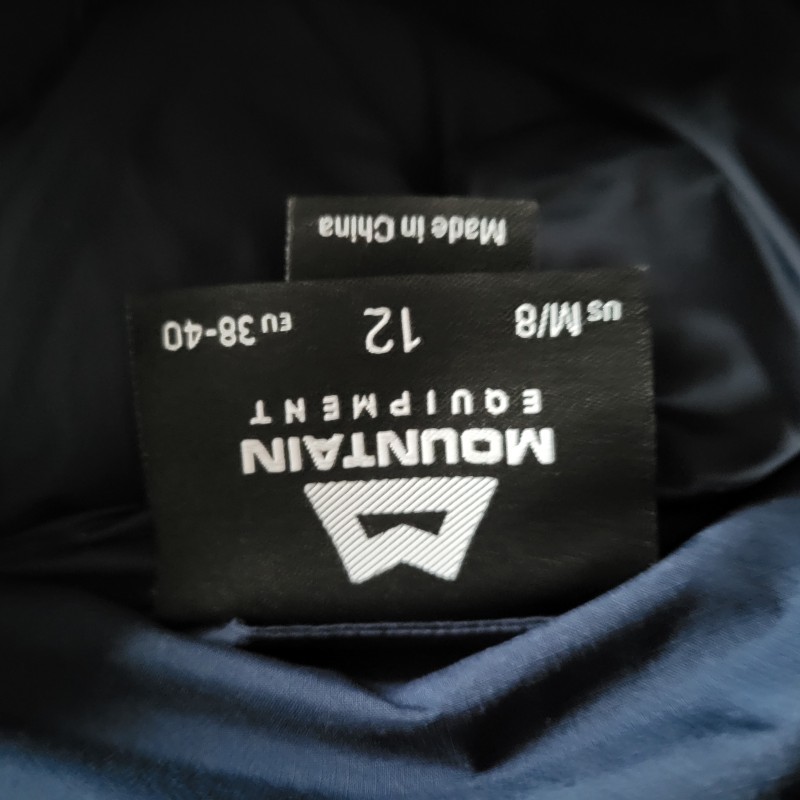 MOUNTAIN
EQUIPMENT
US M/8 12 EU 38-40
Made in China